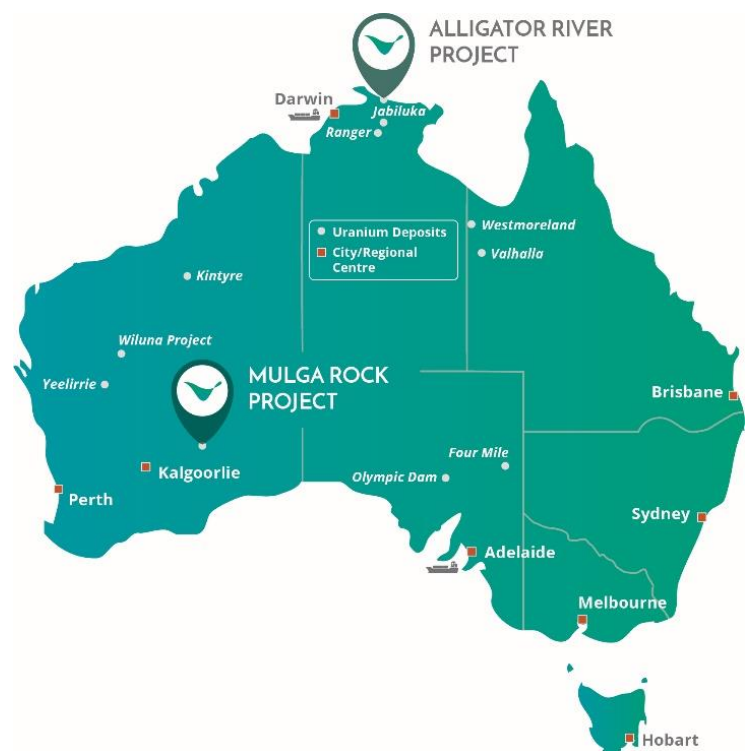 ALLIGATOR RIVER
PROJECT
Darwin
Jabiluka
Ranger
Uranium Deposits
City/Regional
Centre
Westmoreland
Valhalla
Kintyre
Wiluna Project
Yeelirrie
MULGA ROCK
PROJECT
Brisbane
Four Mile
Olympic Dam
Kalgoorlie
Perth
Sydney
Adelaide
Melbourne
Hobart